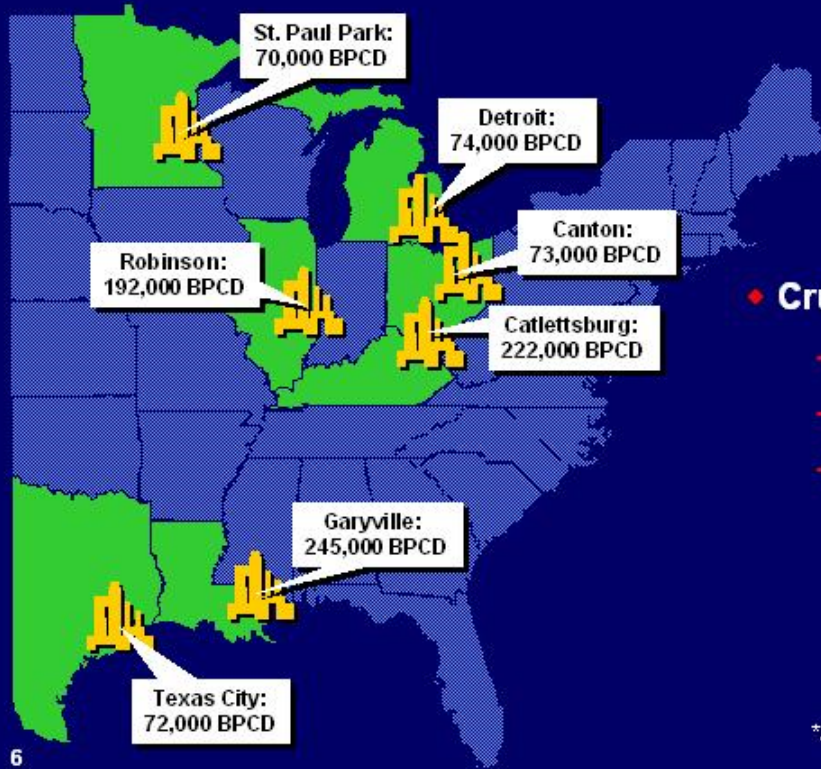 St. Paul Park:
70,000 BPCD
Detroit:
74,000 BPCD
Canton:
73,000 BPCD
Robinson:
192,000 BPCD
Catlettsburg:
222,000 BPCD
Garyville:
245,000 BPCD
Texas City:
72,000 BPCD
6